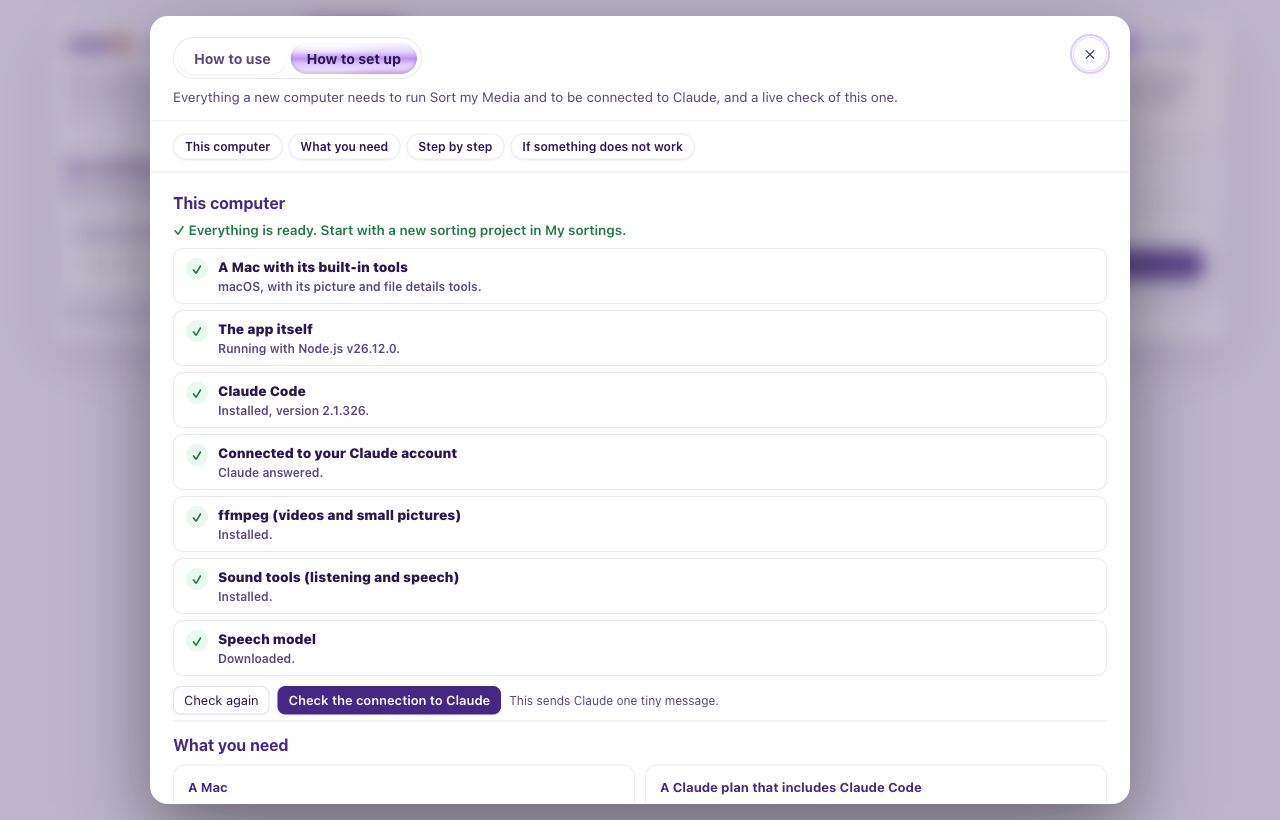 How to use
How to set up
Everything a new computer needs to run Sort my Media and to be connected to Claude, and a live check of this one.
This computer
What you need
Step by step
If something does not work
This computer
✓ Everything is ready. Start with a new sorting project in My sortings.
A Mac with its built-in tools
macOS, with its picture and file details tools.
The app itself
Running with Node.js v26.12.0.
Claude Code
Installed, version 2.1.326.
Connected to your Claude account
Claude answered.
ffmpeg (videos and small pictures)
Installed.
Sound tools (listening and speech)
Installed.
Speech model
Downloaded.
Check again
Check the connection to Claude
This sends Claude one tiny message.
What you need
A Mac
A Claude plan that includes Claude Code